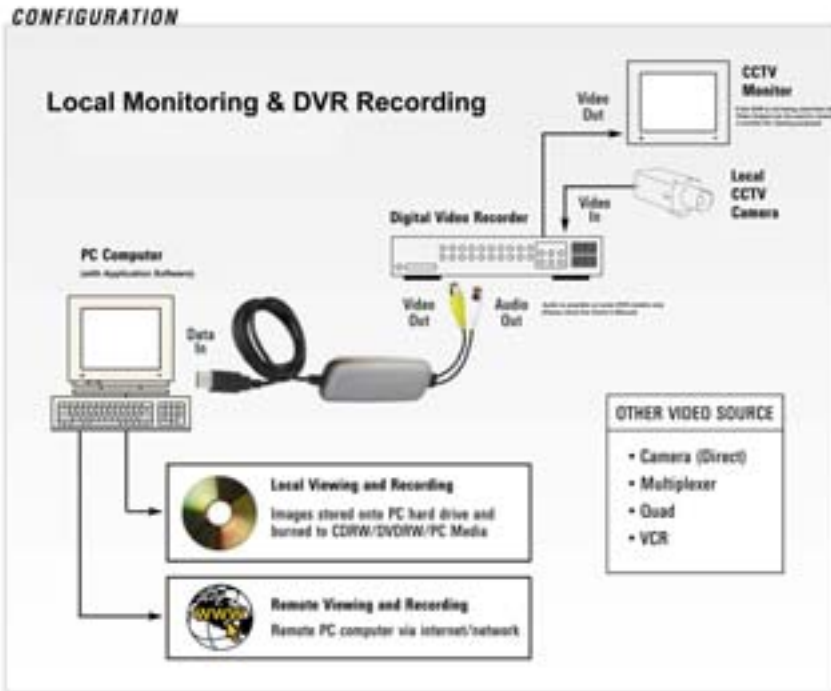 CONFIGURATION
Local Monitoring & DVR Recording
Video
Out
CCTV
Monitor
Local
CCTV
Camera
Video
In
Digital Video Recorder
PC Computer
(with Application Software)
Data
In
Video
Out
Audio
Out
OTHER VIDEO SOURCE
• Camera (Direct)
• Multiplexer
• Quad
• VCR
Local Viewing and Recording
Images stored onto PC hard drive and
burned to CDRW/DVDRW/PC Media
WWW
Remote Viewing and Recording
Remote PC computer via internet/network